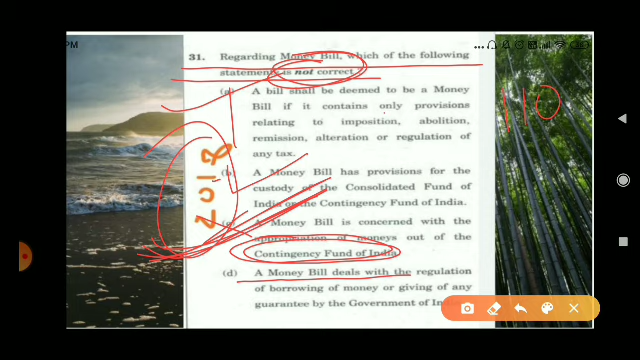 PM
31. Regarding Money Bill, which of the following
statements is not correct
(a) A bill shall be deemed to be a Money
Bill if it contains only provisions
relating to imposition, abolition,
remission, alteration or regulation of
any tax.
(b) A Money Bill has provisions for the
custody of the Consolidated Fund of
India or the Contingency Fund of India.
(c) A Money Bill is concerned with the
appropriation of moneys out of the
Contingency Fund of India
(d) A Money Bill deals with the regulation
of borrowing of money or giving of any
guarantee by the Government of
2018
110